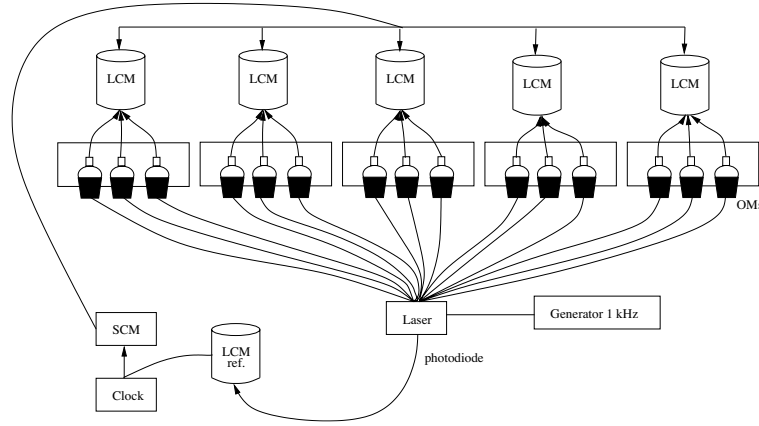 LCM
LCM
LCM
LCM
LCM
OMs
Laser
Generator 1 kHz
SCM
LCM
ref.
photodiode
Clock